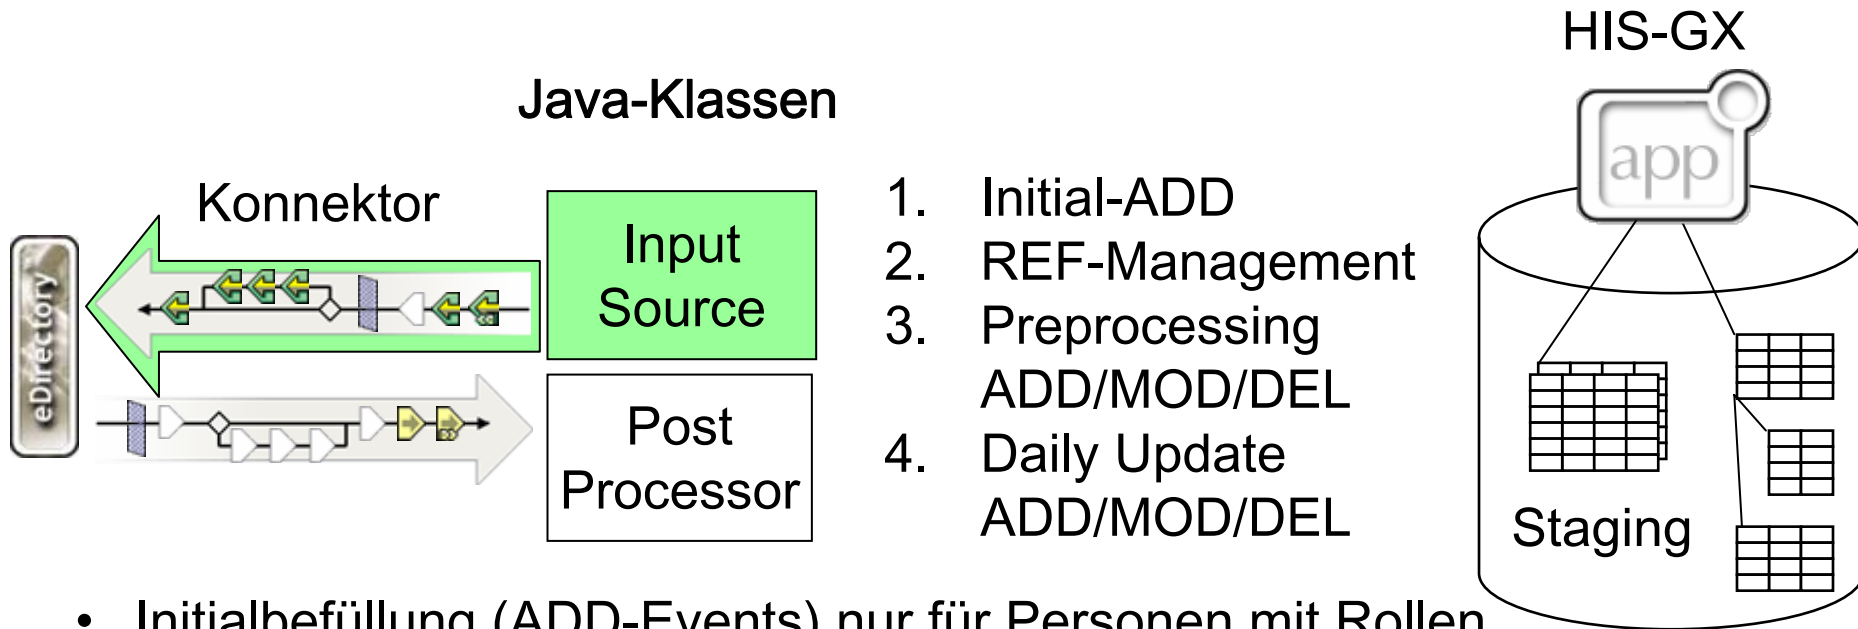 HIS-GX
Java-Klassen
app
Konnektor
eDirectory
Input
Source
Post
Processor
1. Initial-ADD
2. REF-Management
3. Preprocessing
ADD/MOD/DEL
4. Daily Update
ADD/MOD/DEL
Staging
• Initialbefüllung (ADD-Events) nur für Personen mit Rollen